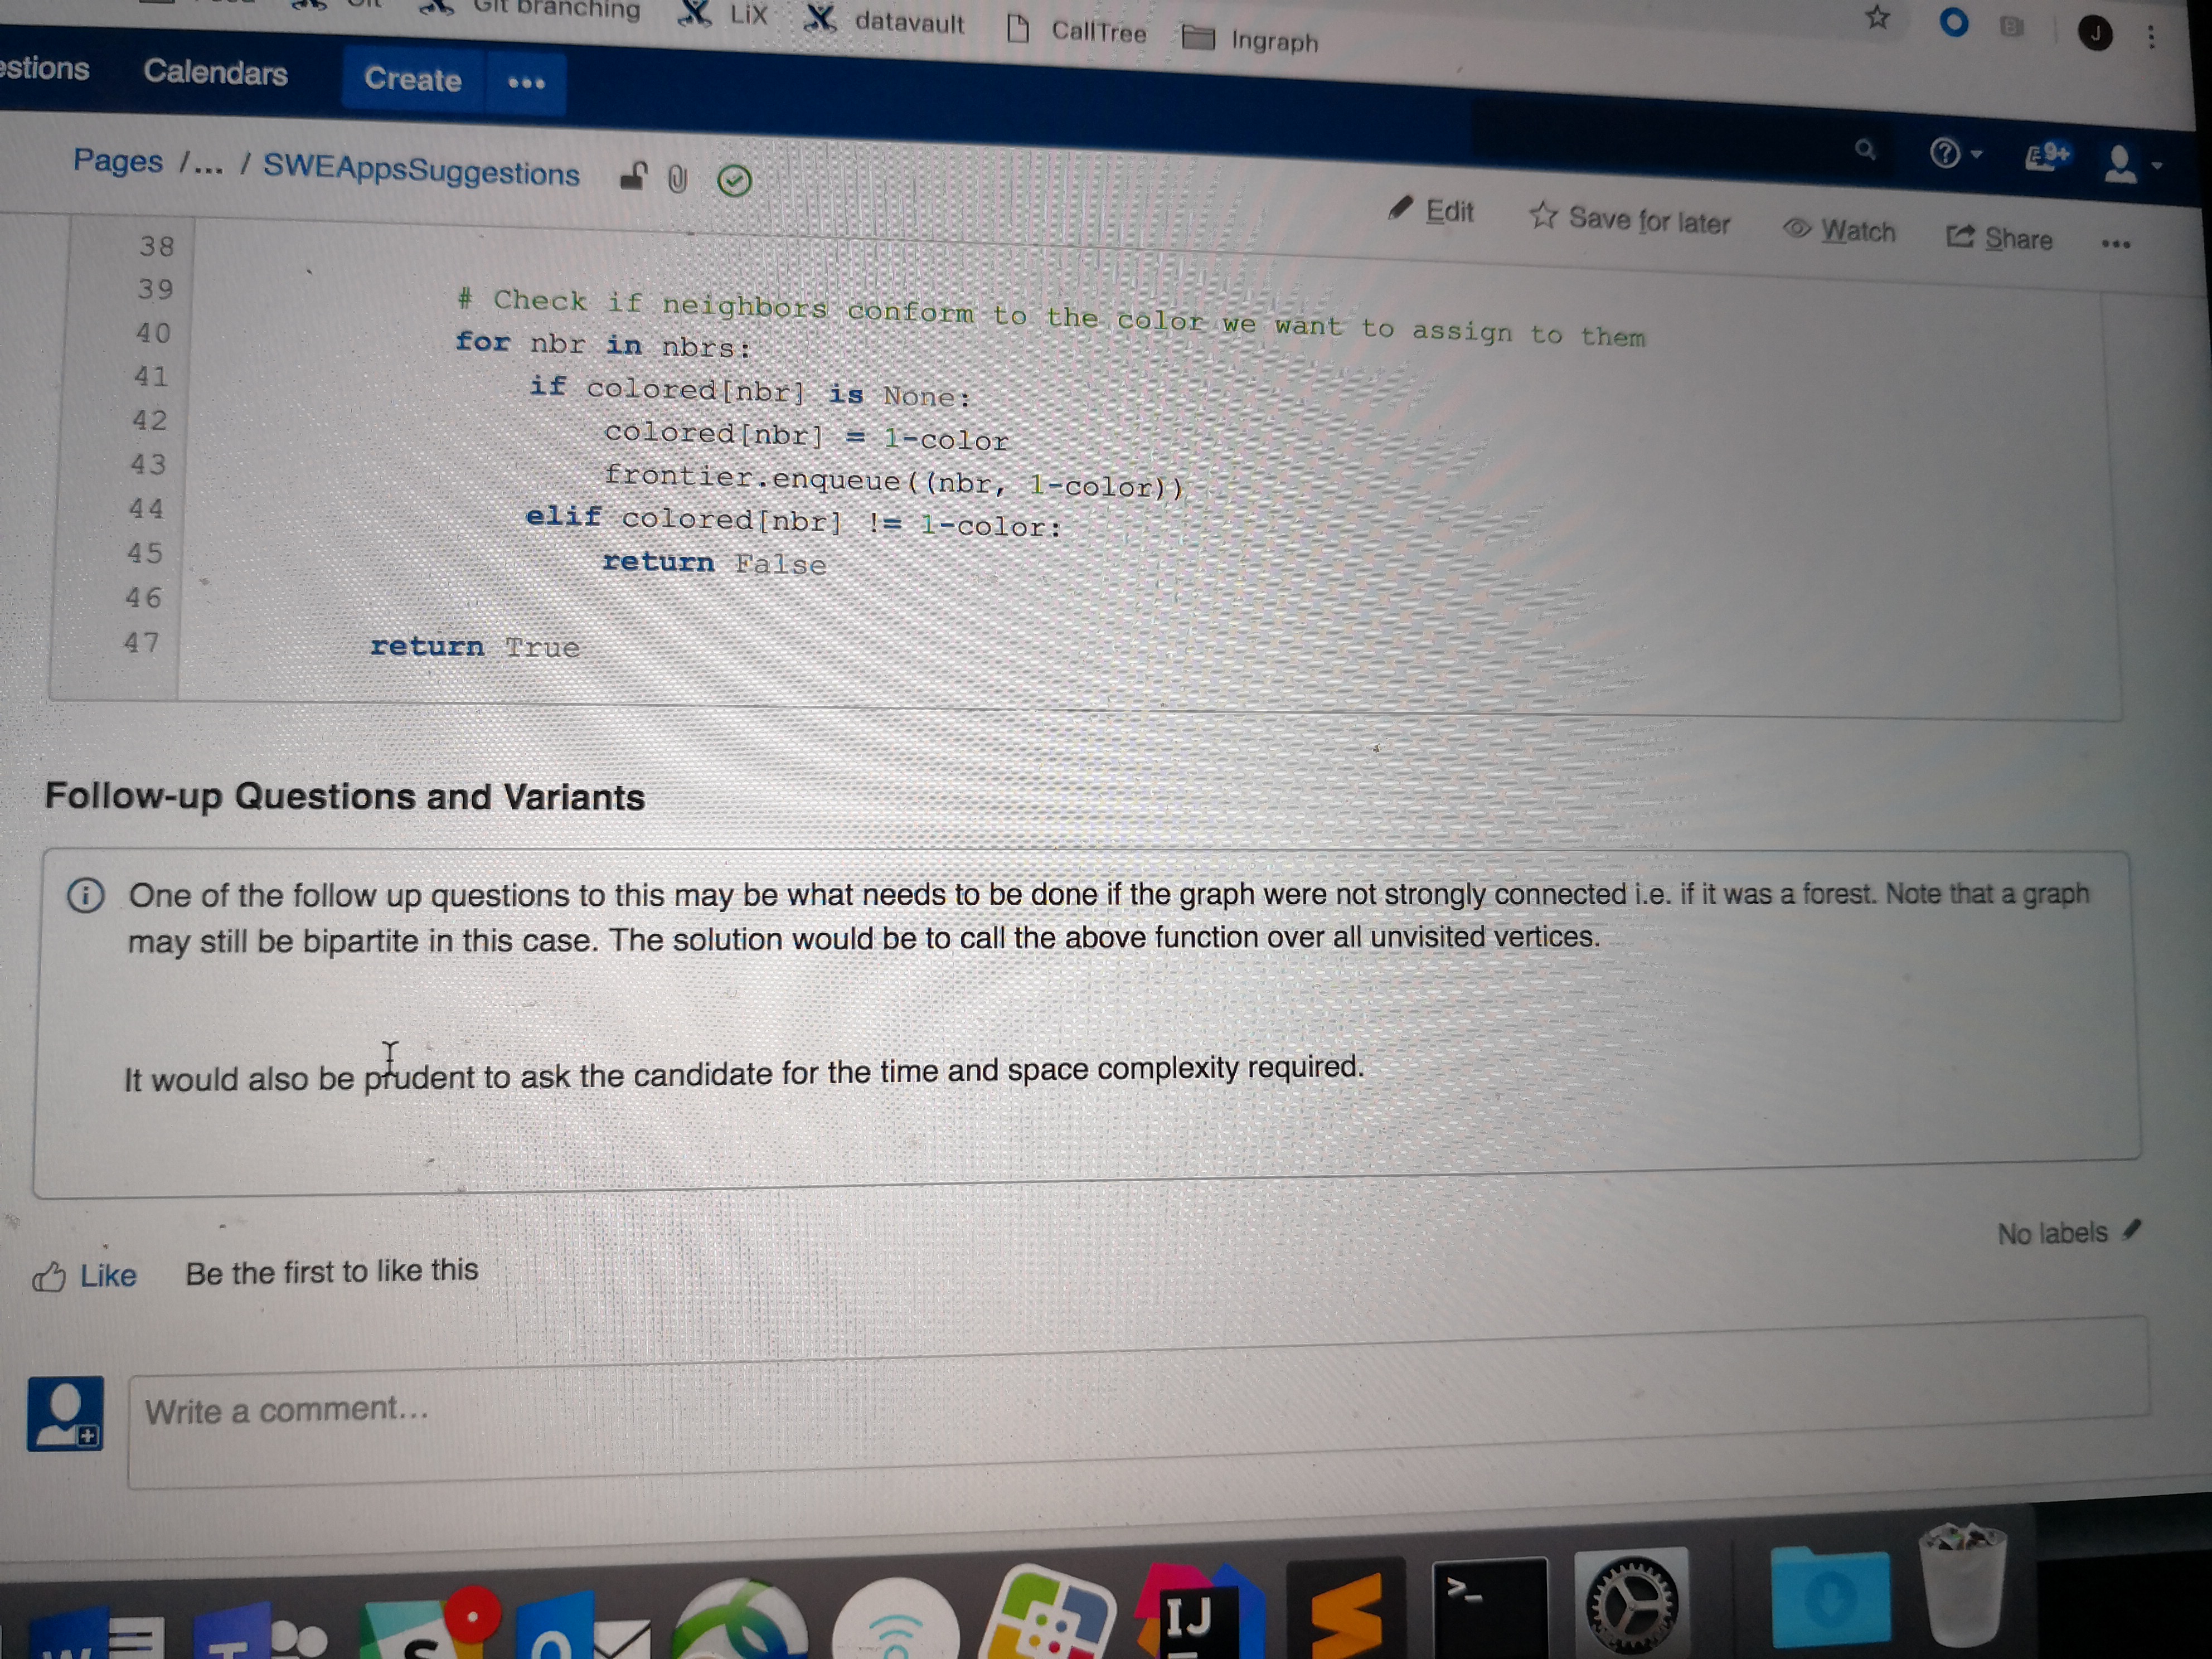 Git branching
LiX
datavault
CallTree
Ingraph
J
estions
Calendars
Create
•••
Pages /... / SWEAppsSuggestions
9+
Edit
Save for later
Watch
Share
•••
38
39 # Check if neighbors conform to the color we want to assign to them
40 for nbr in nbrs:
41 if colored[nbr] is None:
42 colored[nbr] = 1-color
43 frontier.enqueue((nbr, 1-color))
44 elif colored[nbr] != 1-color:
45 return False
46
47 return True
Follow-up Questions and Variants
One of the follow up questions to this may be what needs to be done if the graph were not strongly connected i.e. if it was a forest. Note that a graph
may still be bipartite in this case. The solution would be to call the above function over all unvisited vertices.
It would also be prudent to ask the candidate for the time and space complexity required.
No labels
Like
Be the first to like this
Write a comment...
IJ
>_